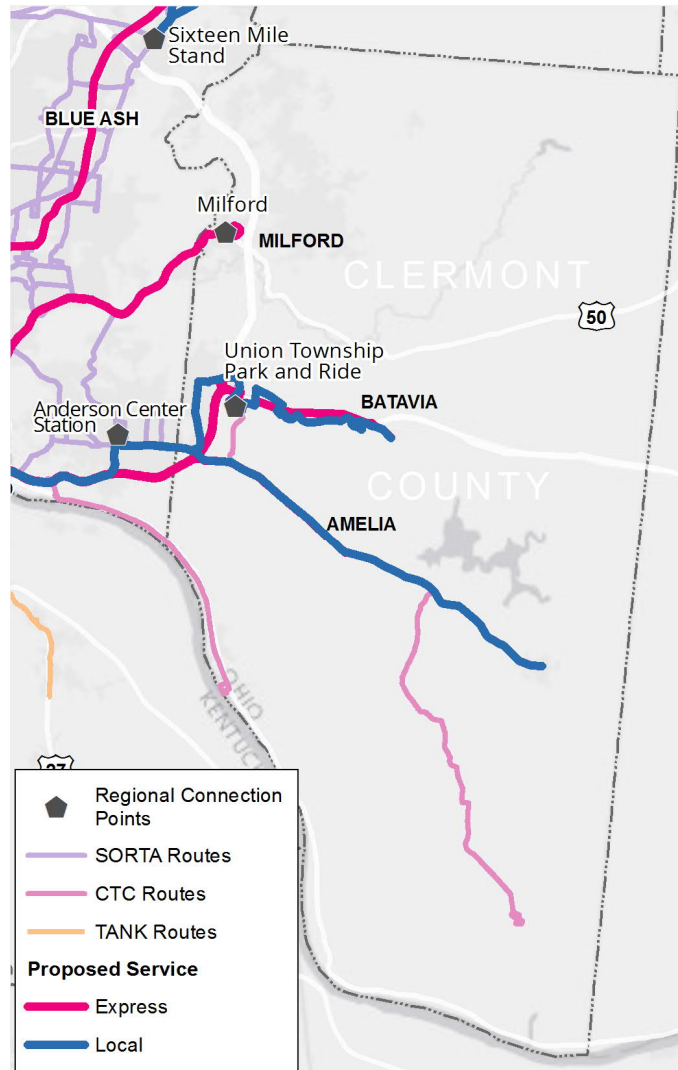 Sixteen Mile
Stand
BLUE ASH
Milford
MILFORD
CLERMONT
50
Union Township
Park and Ride
BATAVIA
Anderson Center
Station
COUNTY
AMELIA
OHIO
27
Regional Connection
Points
SORTA Routes
CTC Routes
TANK Routes
Proposed Service
Express
Local